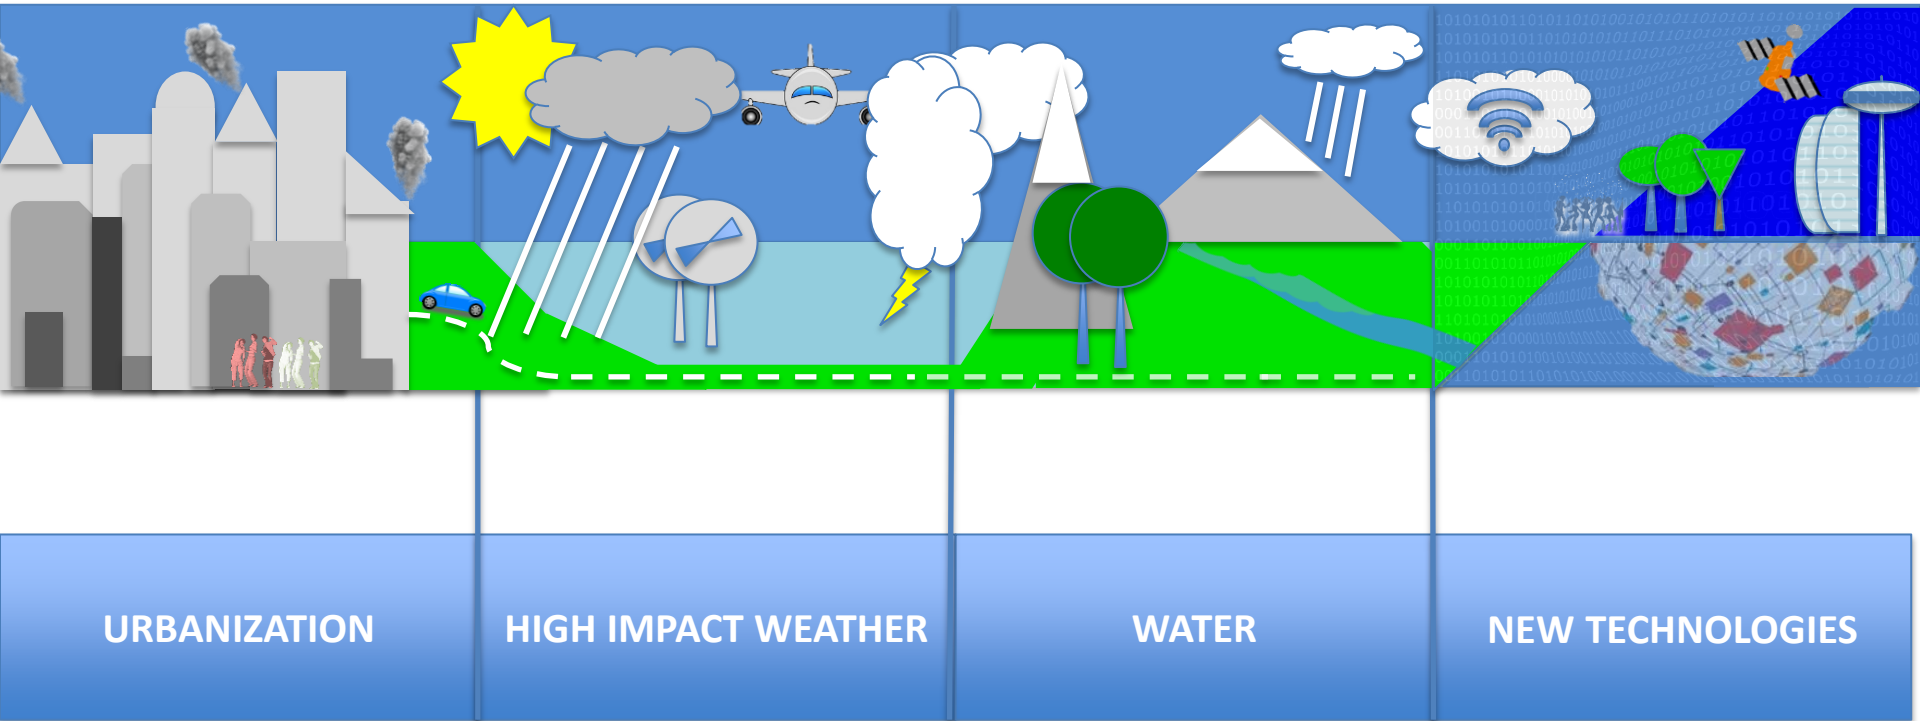 URBANIZATION
HIGH IMPACT WEATHER
WATER
NEW TECHNOLOGIES